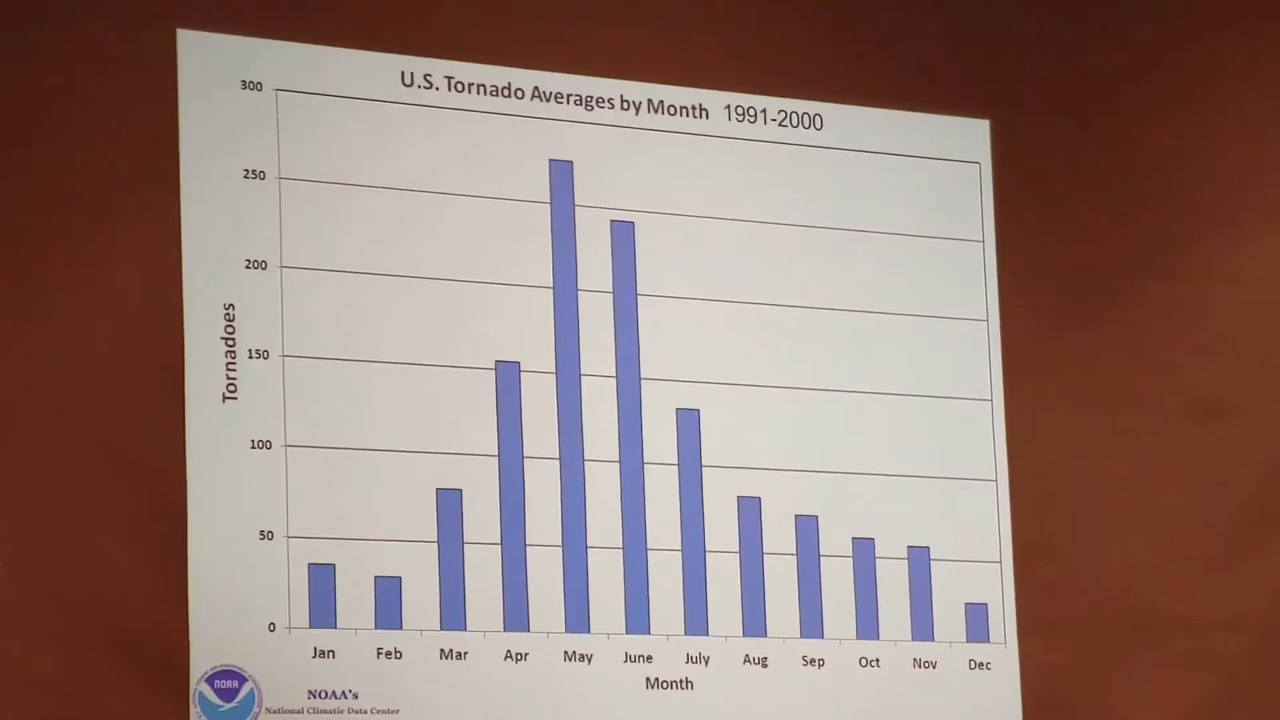 U.S. Tornado Averages by Month 1991-2000
300
250
200
150
100
50
0
Tornadoes
Jan Feb Mar Apr May June July Aug Sep Oct Nov Dec
Month
NOAA
NOAA's
National Climatic Data Center